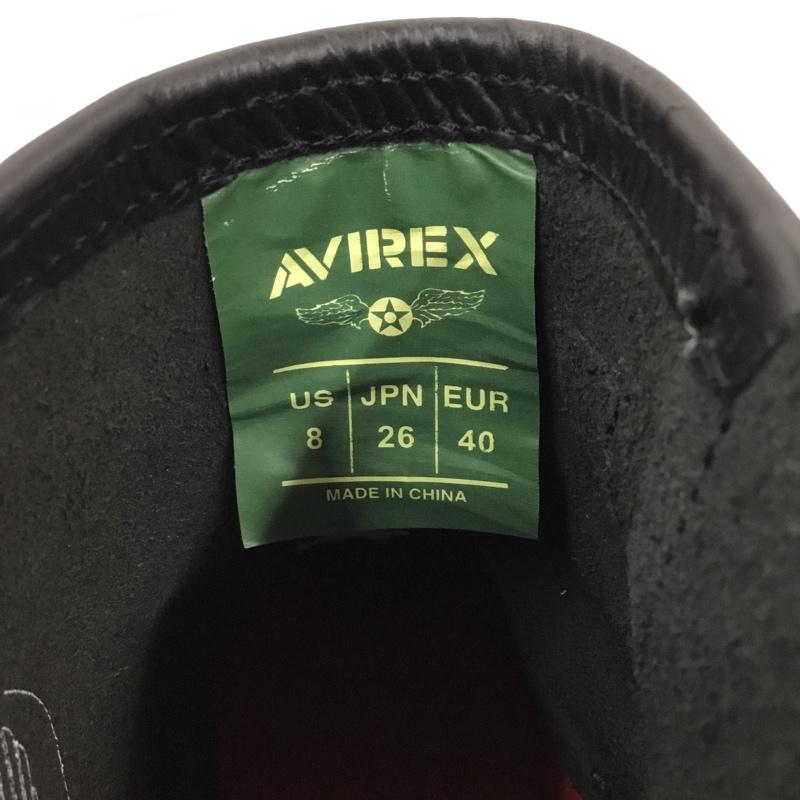 AVIREX
US JPN EUR
8 26 40
MADE IN CHINA